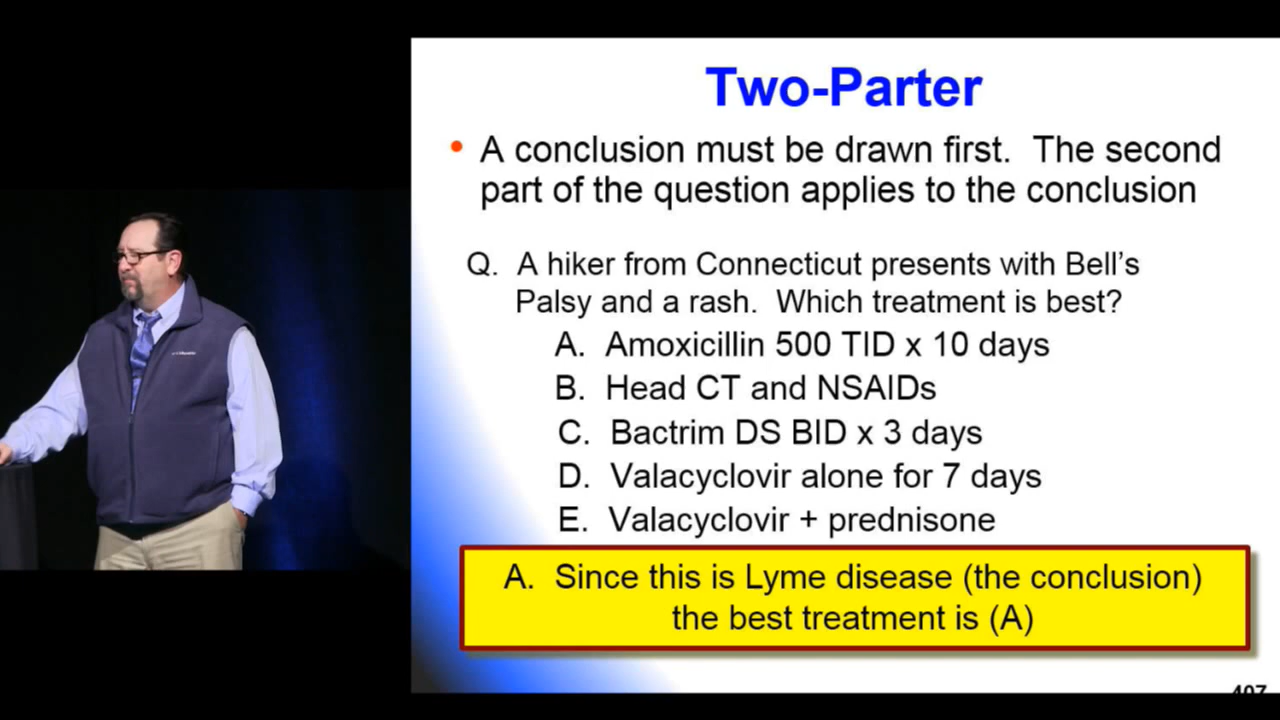 Two-Parter
• A conclusion must be drawn first. The second
part of the question applies to the conclusion
Q. A hiker from Connecticut presents with Bell's
Palsy and a rash. Which treatment is best?
A. Amoxicillin 500 TID x 10 days
B. Head CT and NSAIDs
C. Bactrim DS BID x 3 days
D. Valacyclovir alone for 7 days
E. Valacyclovir + prednisone
A. Since this is Lyme disease (the conclusion)
the best treatment is (A)